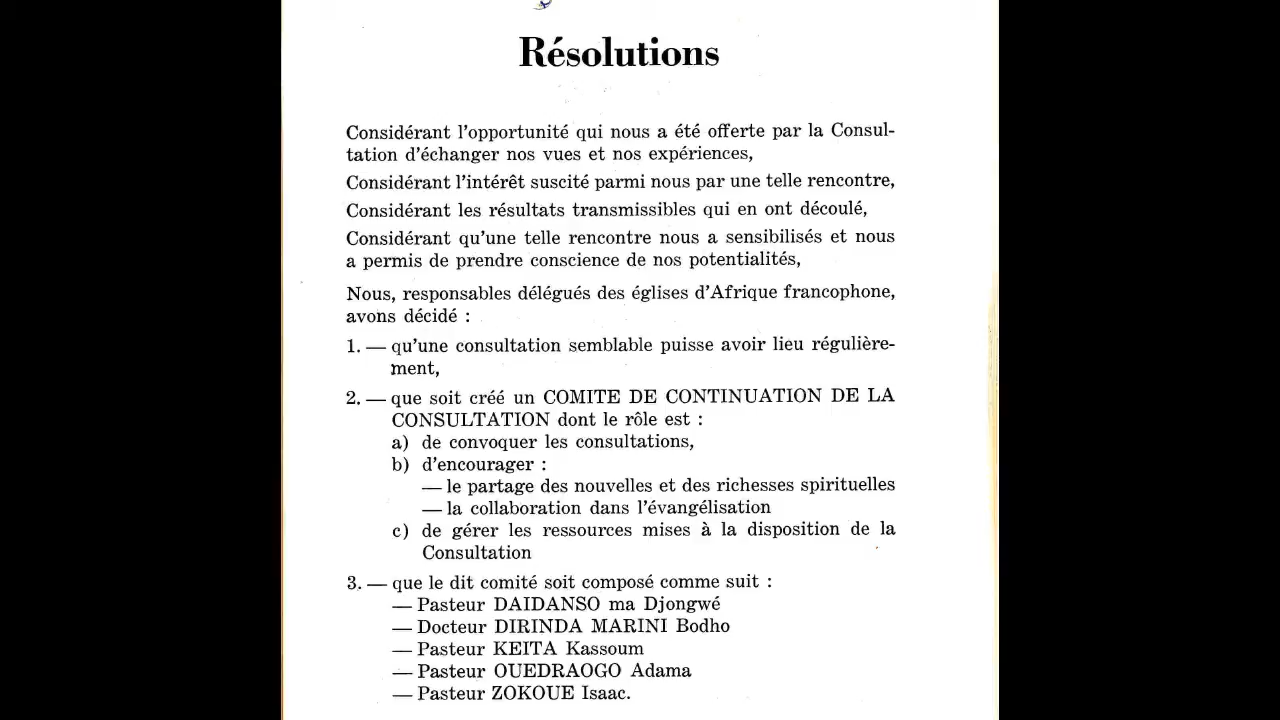 Résolutions
Considérant l'opportunité qui nous a été offerte par la Consul-
tation d'échanger nos vues et nos expériences,
Considérant l'intérêt suscité parmi nous par une telle rencontre,
Considérant les résultats transmissibles qui en ont découlé,
Considérant qu'une telle rencontre nous a sensibilisés et nous
a permis de prendre conscience de nos potentialités,
Nous, responsables délégués des églises d'Afrique francophone,
avons décidé :
1. — qu'une consultation semblable puisse avoir lieu régulière-
ment,
2. — que soit créé un COMITE DE CONTINUATION DE LA
CONSULTATION dont le rôle est :
a) de convoquer les consultations,
b) d'encourager :
— le partage des nouvelles et des richesses spirituelles
— la collaboration dans l'évangélisation
c) de gérer les ressources mises à la disposition de la
Consultation
3. — que le dit comité soit composé comme suit :
— Pasteur DAIDANSO ma Djongwé
— Docteur DIRINDA MARINI Bodho
— Pasteur KEITA Kassoum
— Pasteur OUEDRAOGO Adama
— Pasteur ZOKOUE Isaac.